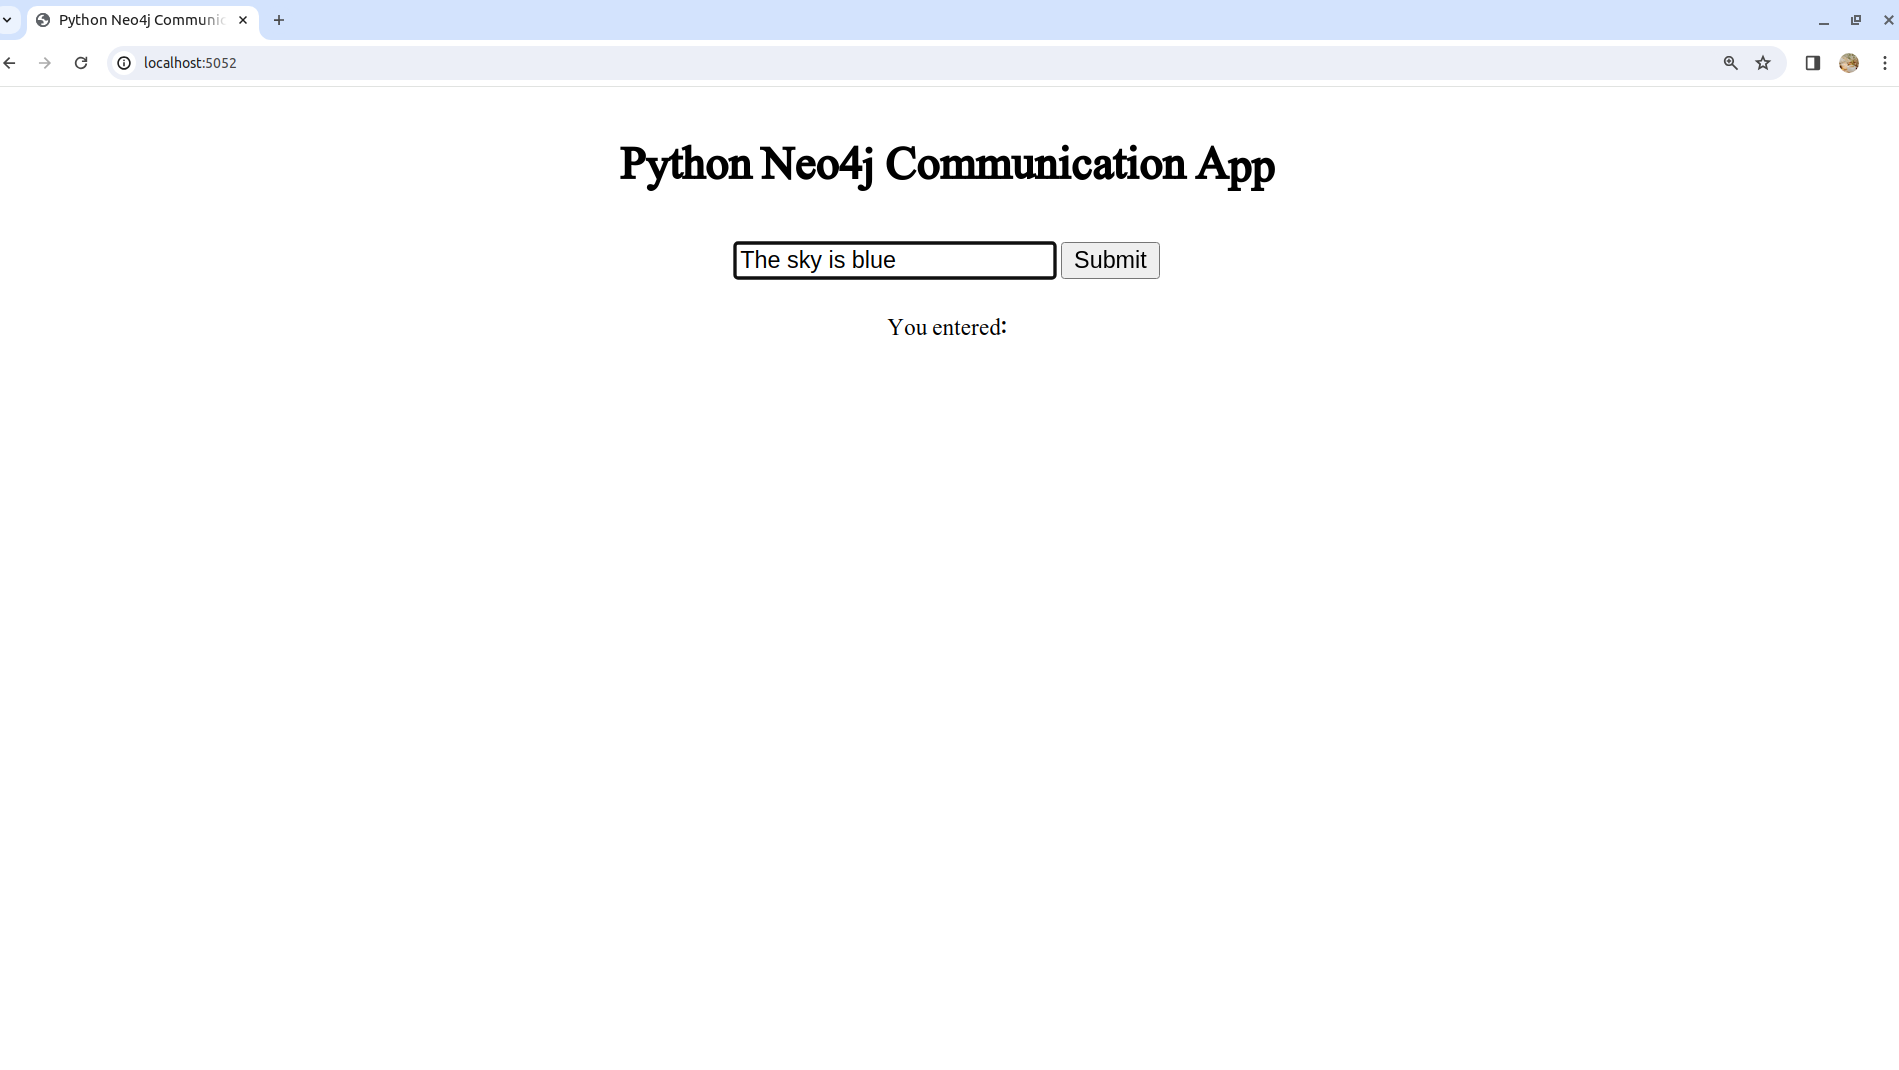 Python Neo4j Communic
localhost:5052
Python Neo4j Communication App
The sky is blue
Submit
You entered: